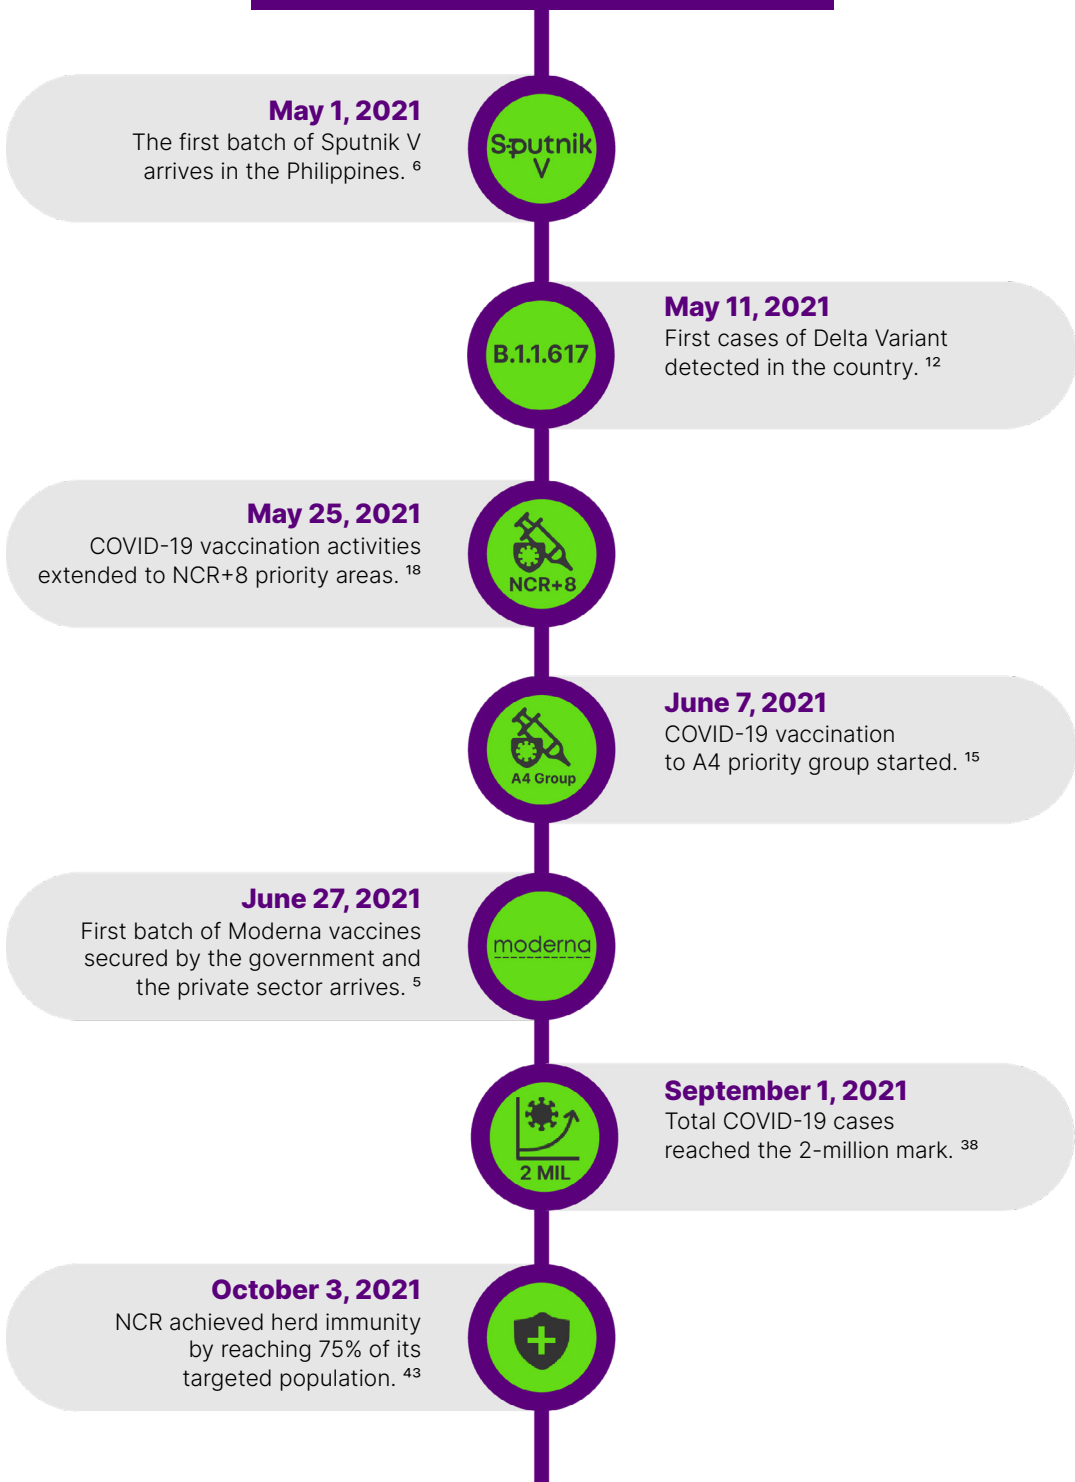 May 1, 2021
The first batch of Sputnik V
arrives in the Philippines. ⁶
Sputnik
V
B.1.1.617
May 11, 2021
First cases of Delta Variant
detected in the country. ¹²
May 25, 2021
COVID-19 vaccination activities
extended to NCR+8 priority areas. ¹⁸
NCR+8
A4 Group
June 7, 2021
COVID-19 vaccination
to A4 priority group started. ¹⁵
June 27, 2021
First batch of Moderna vaccines
secured by the government and
the private sector arrives. ⁵
moderna
2 MIL
September 1, 2021
Total COVID-19 cases
reached the 2-million mark. ³⁸
October 3, 2021
NCR achieved herd immunity
by reaching 75% of its
targeted population. ⁴³